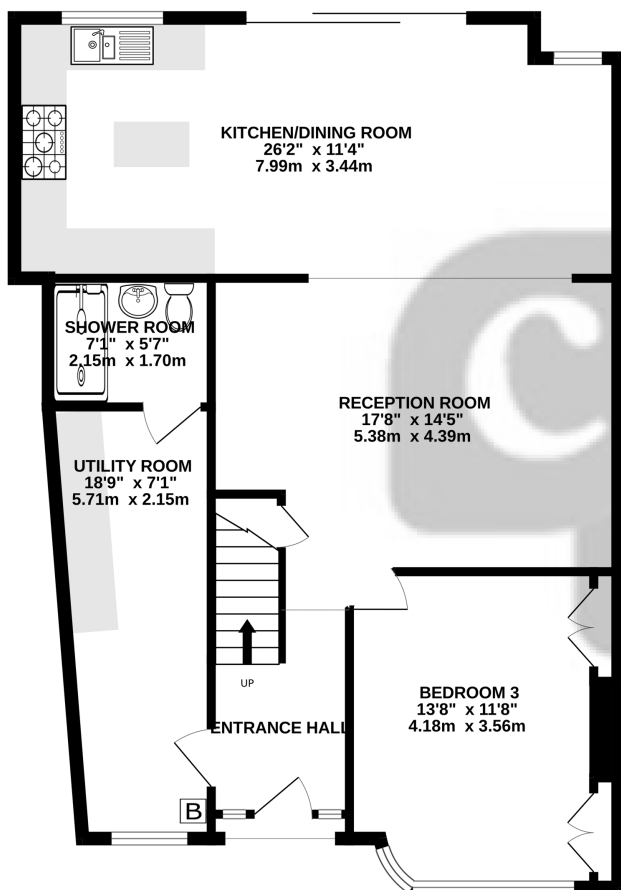 KITCHEN/DINING ROOM
26'2" x 11'4"
7.99m x 3.44m
SHOWER ROOM
7'1" x 5'7"
2.15m x 1.70m
RECEPTION ROOM
17'8" x 14'5"
5.38m x 4.39m
UTILITY ROOM
18'9" x 7'1"
5.71m x 2.15m
UP
ENTRANCE HALL
BEDROOM 3
13'8" x 11'8"
4.18m x 3.56m
B
C